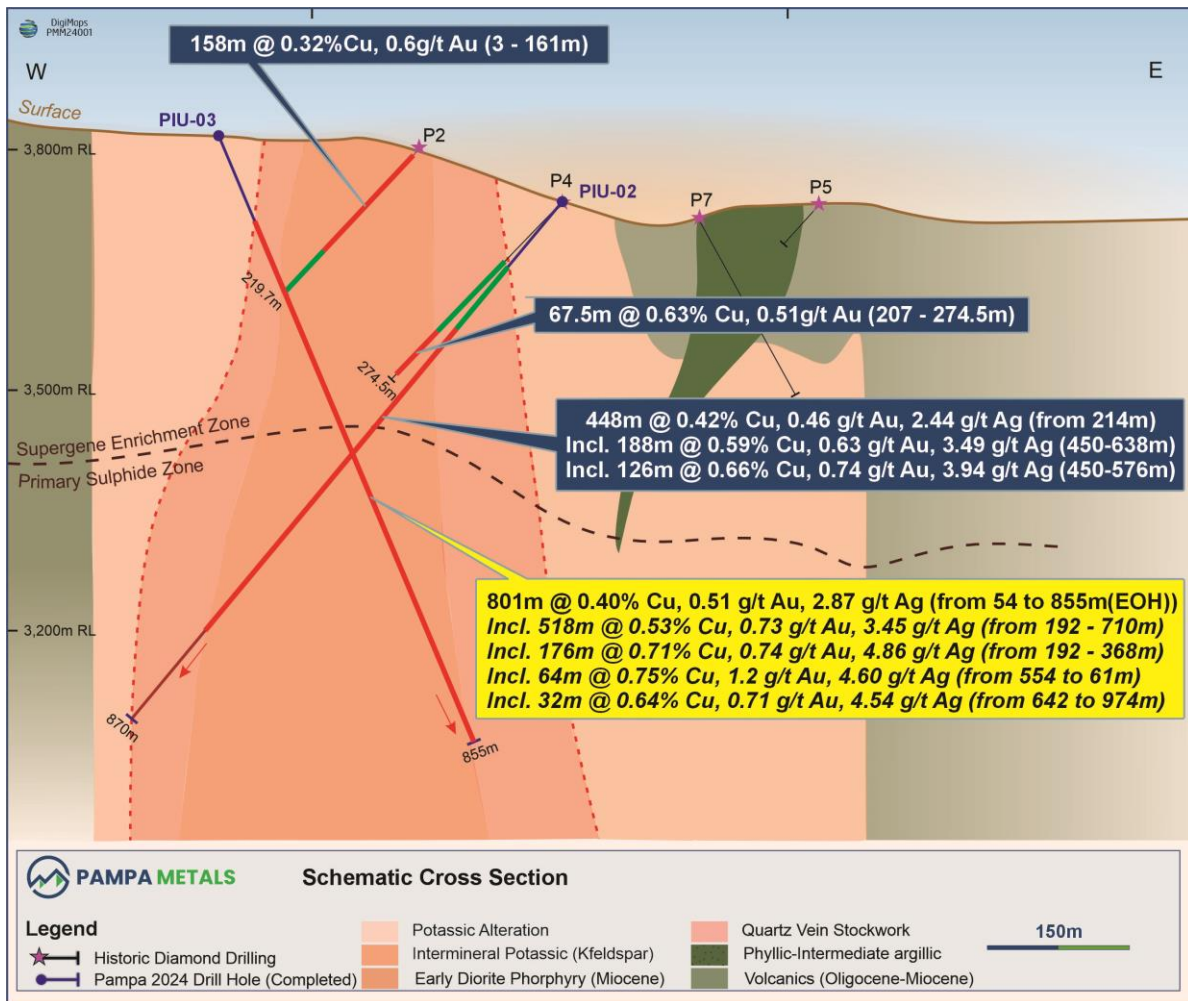 DigiMaps
PMM24001
158m @ 0.32%Cu, 0.6g/t Au (3 - 161m)
W
E
Surface
PIU-03
P2
3,800m RL
P4
PIU-02
P7
P5
219.7m
67.5m @ 0.63% Cu, 0.51g/t Au (207 - 274.5m)
274.5m
3,500m RL
448m @ 0.42% Cu, 0.46 g/t Au, 2.44 g/t Ag (from 214m)
Incl. 188m @ 0.59% Cu, 0.63 g/t Au, 3.49 g/t Ag (450-638m)
Incl. 126m @ 0.66% Cu, 0.74 g/t Au, 3.94 g/t Ag (450-576m)
Supergene Enrichment Zone
Primary Sulphide Zone
801m @ 0.40% Cu, 0.51 g/t Au, 2.87 g/t Ag (from 54 to 855m(EOH))
Incl. 518m @ 0.53% Cu, 0.73 g/t Au, 3.45 g/t Ag (from 192 - 710m)
Incl. 176m @ 0.71% Cu, 0.74 g/t Au, 4.86 g/t Ag (from 192 - 368m)
Incl. 64m @ 0.75% Cu, 1.2 g/t Au, 4.60 g/t Ag (from 554 to 61m)
Incl. 32m @ 0.64% Cu, 0.71 g/t Au, 4.54 g/t Ag (from 642 to 974m)
3,200m RL
870m
855m
PAMPA METALS
Schematic Cross Section
Legend
Historic Diamond Drilling
Pampa 2024 Drill Hole (Completed)
Potassic Alteration
Intermineral Potassic (Kfeldspar)
Early Diorite Phorphyry (Miocene)
Quartz Vein Stockwork
Phyllic-Intermediate argillic
Volcanics (Oligocene-Miocene)
150m